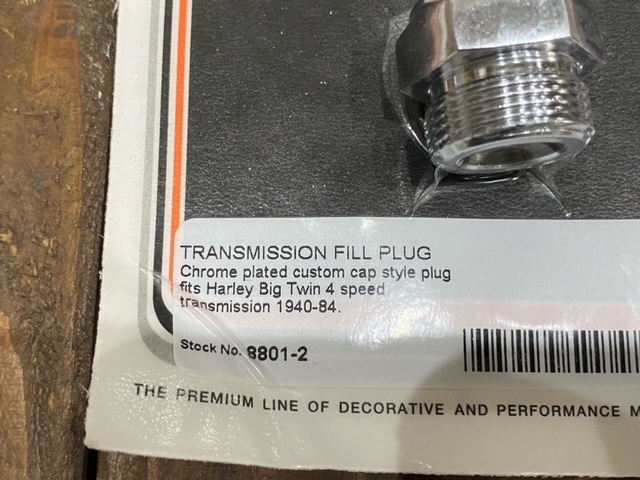 TRANSMISSION FILL PLUG
Chrome plated custom cap style plug
fits Harley Big Twin 4 speed
transmission 1940-84.
Stock No. 8801-2
THE PREMIUM LINE OF DECORATIVE AND PERFORMANCE